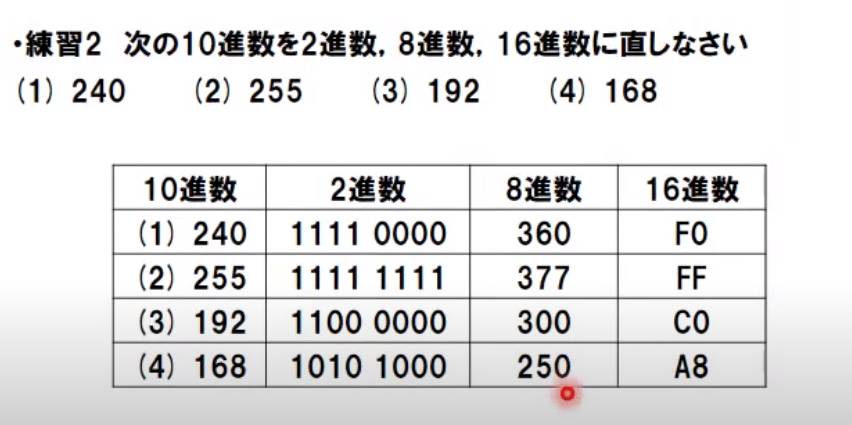 ・練習2　次の10進数を2進数，8進数，16進数に直しなさい
(1) 240　(2) 255　(3) 192　(4) 168
10進数　2進数　8進数　16進数
(1) 240　1111 0000　360　F0
(2) 255　1111 1111　377　FF
(3) 192　1100 0000　300　C0
(4) 168　1010 1000　250　A8